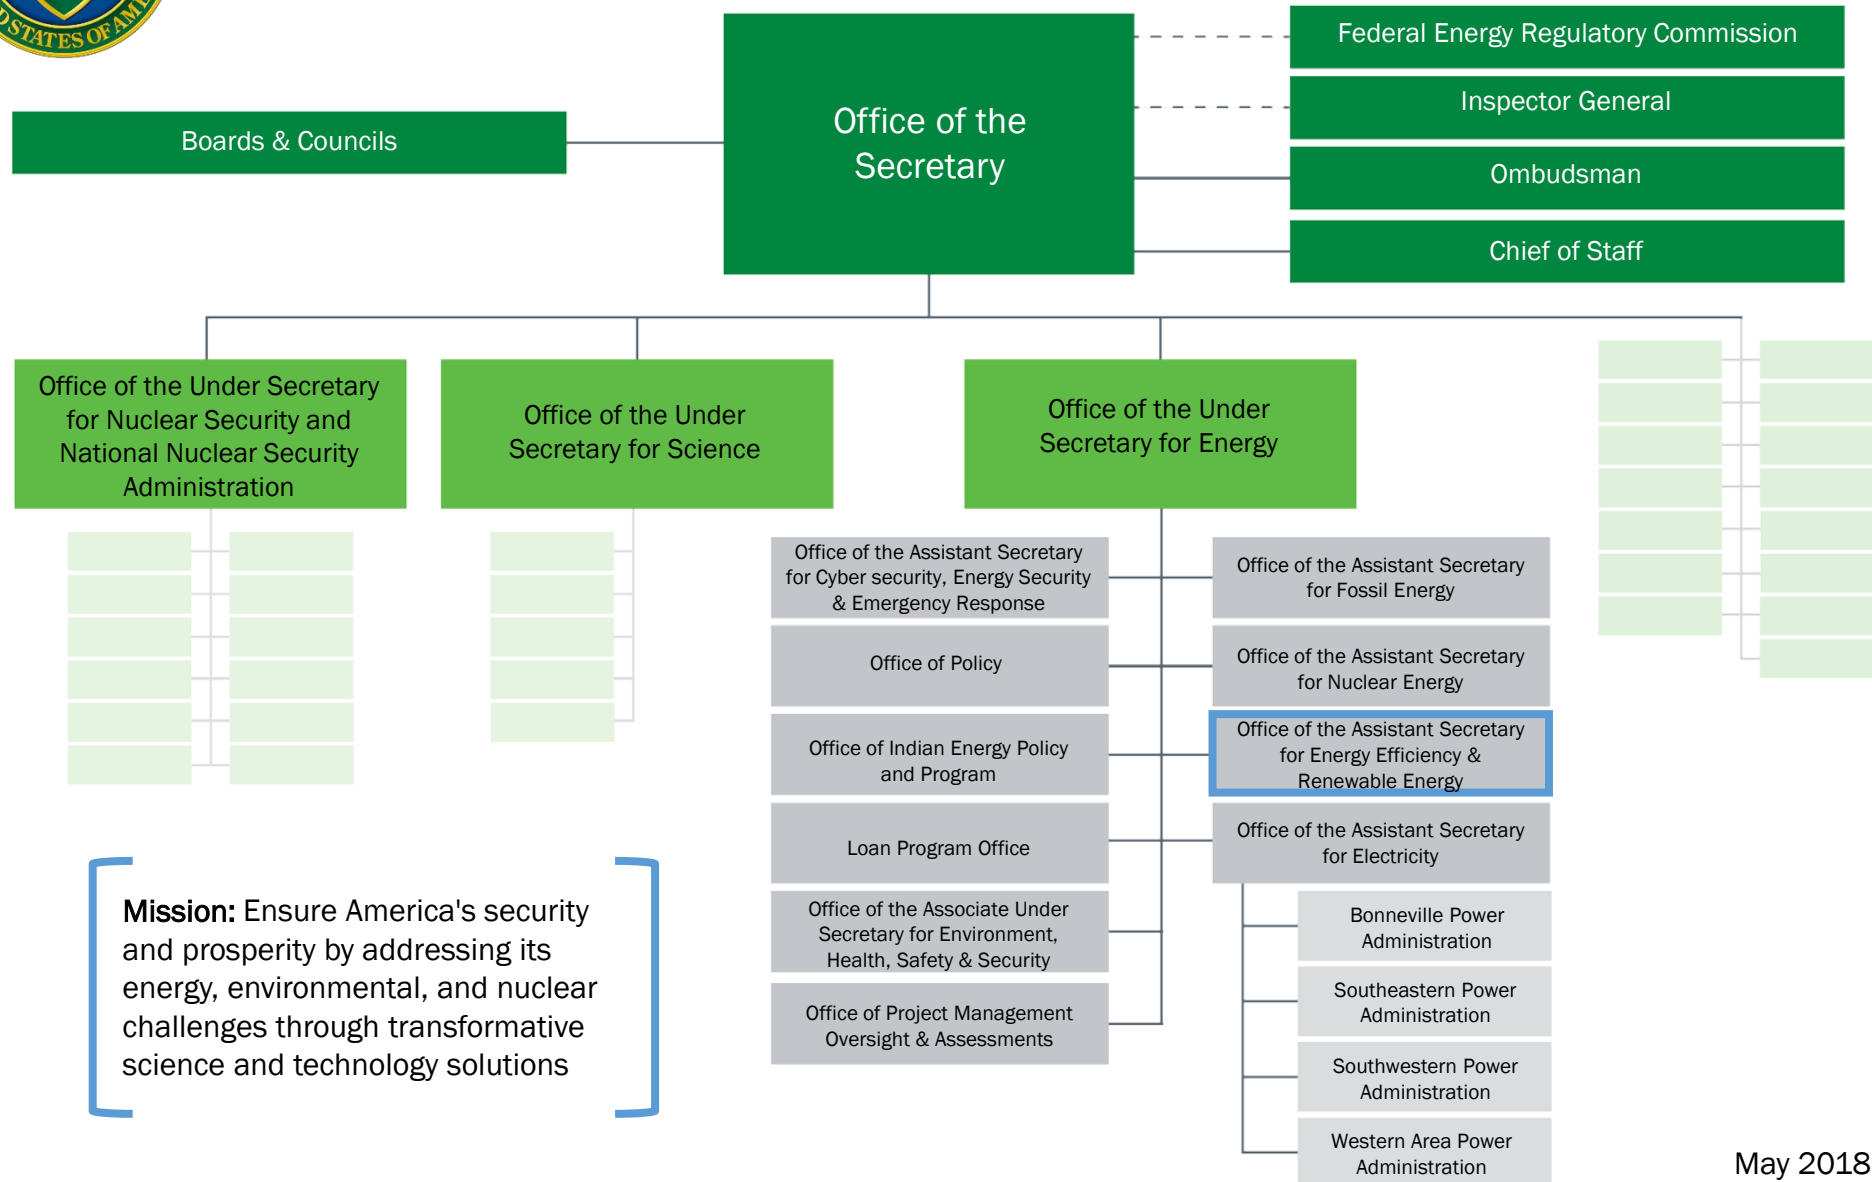 D STATES OF AM
Federal Energy Regulatory Commission
Inspector General
Boards & Councils
Office of the
Secretary
Ombudsman
Chief of Staff
Office of the Under Secretary
for Nuclear Security and
National Nuclear Security
Administration
Office of the Under
Secretary for Science
Office of the Under
Secretary for Energy
Office of the Assistant Secretary
for Cyber security, Energy Security
& Emergency Response
Office of the Assistant Secretary
for Fossil Energy
Office of Policy
Office of the Assistant Secretary
for Nuclear Energy
Office of Indian Energy Policy
and Program
Office of the Assistant Secretary
for Energy Efficiency &
Renewable Energy
Loan Program Office
Office of the Assistant Secretary
for Electricity
Office of the Associate Under
Secretary for Environment,
Health, Safety & Security
Office of Project Management
Oversight & Assessments
Bonneville Power
Administration
Southeastern Power
Administration
Southwestern Power
Administration
Western Area Power
Administration
Mission: Ensure America's security
and prosperity by addressing its
energy, environmental, and nuclear
challenges through transformative
science and technology solutions
May 2018